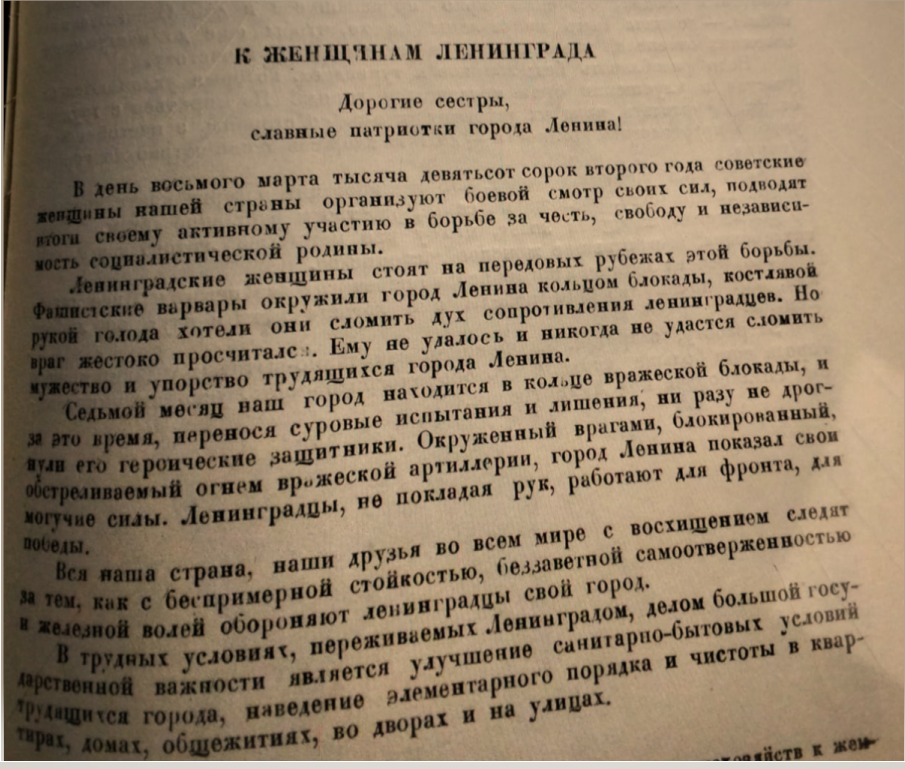 К ЖЕНЩИНАМ ЛЕНИНГРАДА
Дорогие сестры,
славные патриотки города Ленина!
В день восьмого марта тысяча девятьсот сорок второго года советские
женщины нашей страны организуют боевой смотр своих сил, подводят
итоги своему активному участию в борьбе за честь, свободу и независи-
мость социалистической родины.
Ленинградские женщины стоят на передовых рубежах этой борьбы.
Фашистские варвары окружили город Ленина кольцом блокады, костлявой
рукой голода хотели они сломить дух сопротивления ленинградцев. Но
враг жестоко просчитался. Ему не удалось и никогда не удастся сломить
мужество и упорство трудящихся города Ленина.
Седьмой месяц наш город находится в кольце вражеской блокады, и
за это время, перенося суровые испытания и лишения, ни разу не дрог-
нули его героические защитники. Окруженный врагами, блокированный,
обстреливаемый огнем вражеской артиллерии, город Ленина показал свои
могучие силы. Ленинградцы, не покладая рук, работают для фронта, для
победы.
Вся наша страна, наши друзья во всем мире с восхищением следят
за тем, как с беспримерной стойкостью, беззаветной самоотверженностью
и железной волей обороняют ленинградцы свой город.
В трудных условиях, переживаемых Ленинградом, делом большой госу-
дарственной важности является улучшение санитарно-бытовых условий
трудящихся города, наведение элементарного порядка и чистоты в квар-
тирах, домах, общежитиях, во дворах и на улицах.
к жен-